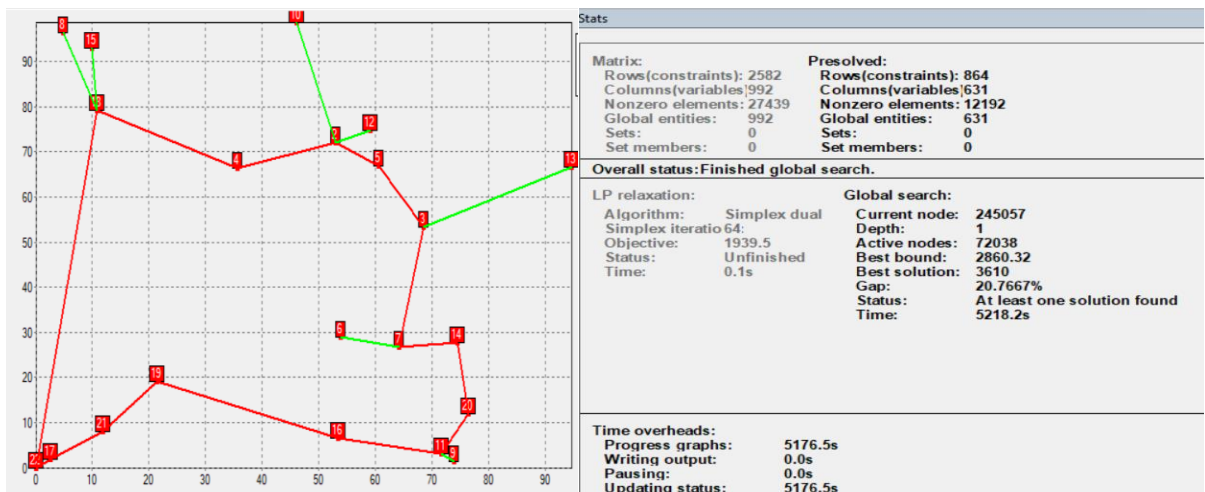 10
8
15
90
18
80
12
2
4
5
13
70
60
3
50
40
6
7
14
30
19
20
20
21
16
11
10
17
9
0
0 10 20 30 40 50 60 70 80 90
Stats
Matrix: Presolved:
Rows(constraints): 2582 Rows(constraints): 864
Columns(variables) 992 Columns(variables) 631
Nonzero elements: 27439 Nonzero elements: 12192
Global entities: 992 Global entities: 631
Sets: 0 Sets: 0
Set members: 0 Set members: 0
Overall status:Finished global search.
LP relaxation: Global search:
Algorithm: Simplex dual Current node: 245057
Simplex iteratio 64: Depth: 1
Objective: 1939.5 Active nodes: 72038
Status: Unfinished Best bound: 2860.32
Time: 0.1s Best solution: 3610
Gap: 20.7667%
Status: At least one solution found
Time: 5218.2s
Time overheads:
Progress graphs: 5176.5s
Writing output: 0.0s
Pausing: 0.0s
Updating status: 5176.5s